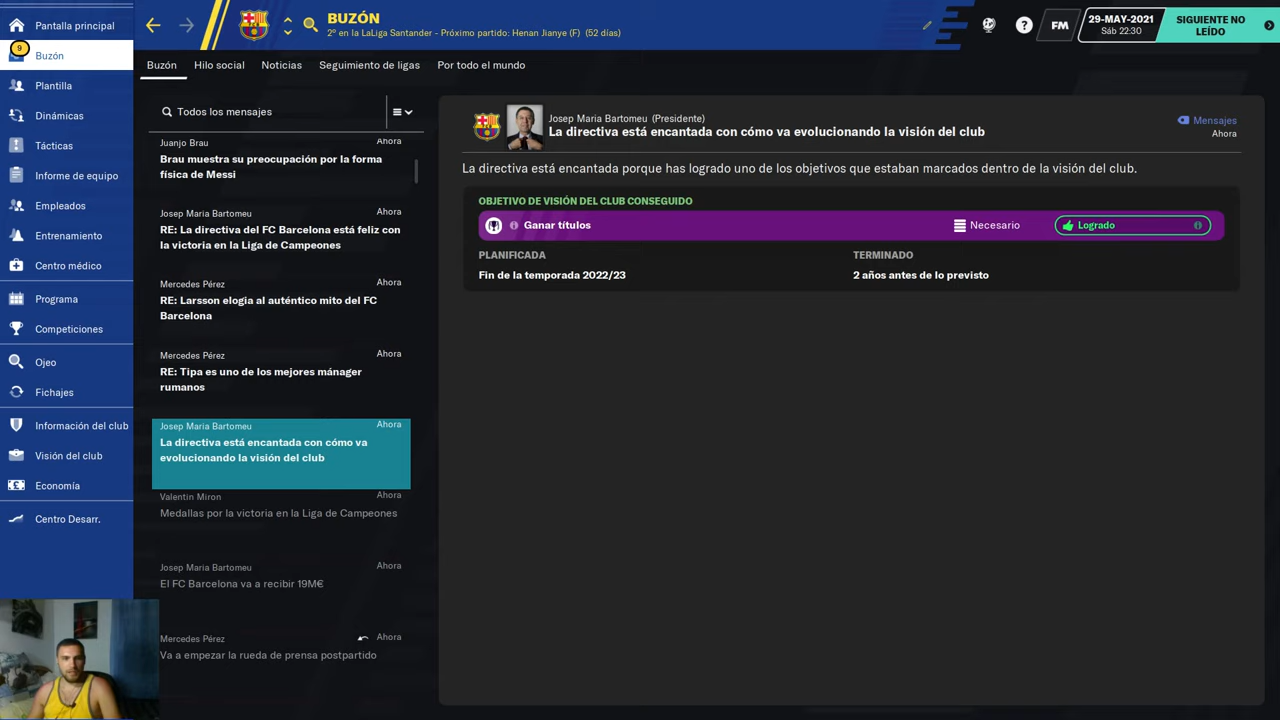 Pantalla principal
9
Buzón
Plantilla
Dinámicas
Tácticas
Informe de equipo
Empleados
Entrenamiento
Centro médico
Programa
Competiciones
Ojeo
Fichajes
Información del club
Visión del club
Economía
Centro Desarr.
BUZÓN
2º en la LaLiga Santander - Próximo partido: Henan Jianye (F) (52 días)
FM
29-MAY-2021
Sáb 22:30
SIGUIENTE NO
LEÍDO
Buzón Hilo social Noticias Seguimiento de ligas Por todo el mundo
Todos los mensajes
Juanjo Brau Ahora
Brau muestra su preocupación por la forma
física de Messi
Josep Maria Bartomeu Ahora
RE: La directiva del FC Barcelona está feliz con
la victoria en la Liga de Campeones
Mercedes Pérez Ahora
RE: Larsson elogia al auténtico mito del FC
Barcelona
Mercedes Pérez Ahora
RE: Tipa es uno de los mejores mánager
rumanos
Josep Maria Bartomeu Ahora
La directiva está encantada con cómo va
evolucionando la visión del club
Valentin Miron Ahora
Medallas por la victoria en la Liga de Campeones
Josep Maria Bartomeu Ahora
El FC Barcelona va a recibir 19M€
Mercedes Pérez Ahora
Va a empezar la rueda de prensa postpartido
Josep Maria Bartomeu (Presidente)
La directiva está encantada con cómo va evolucionando la visión del club
Mensajes
Ahora
La directiva está encantada porque has logrado uno de los objetivos que estaban marcados dentro de la visión del club.
OBJETIVO DE VISIÓN DEL CLUB CONSEGUIDO
Ganar títulos Necesario Logrado
PLANIFICADA TERMINADO
Fin de la temporada 2022/23 2 años antes de lo previsto